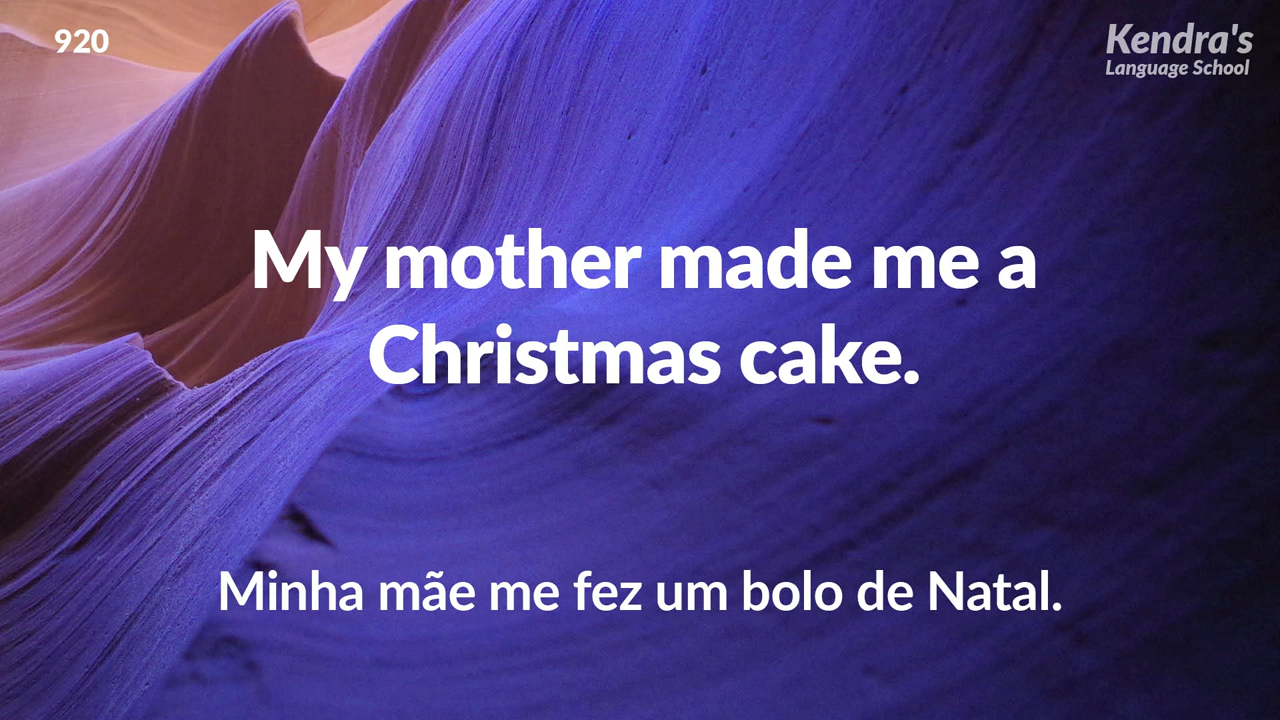 920
Kendra's
Language School
My mother made me a
Christmas cake.
Minha mãe me fez um bolo de Natal.